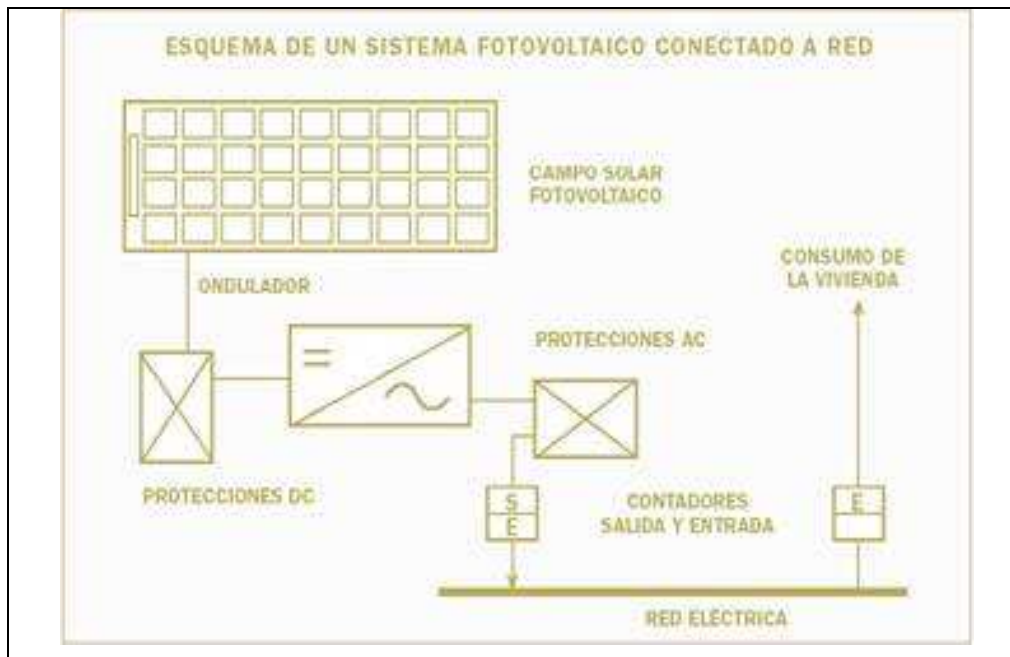 ESQUEMA DE UN SISTEMA FOTOVOLTAICO CONECTADO A RED
CAMPO SOLAR
FOTOVOLTAICO
CONSUMO DE
LA VIVIENDA
ONDULADOR
PROTECCIONES AC
PROTECCIONES DC
S
E
CONTADORES
SALIDA Y ENTRADA
E
RED ELÉCTRICA